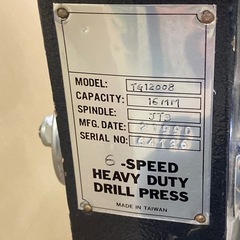 MODEL: TG12008
CAPACITY: 16MM
SPINDLE: JT3
MFG. DATE:
SERIAL NO:
6-SPEED
HEAVY DUTY
DRILL PRESS
MADE IN TAIWAN